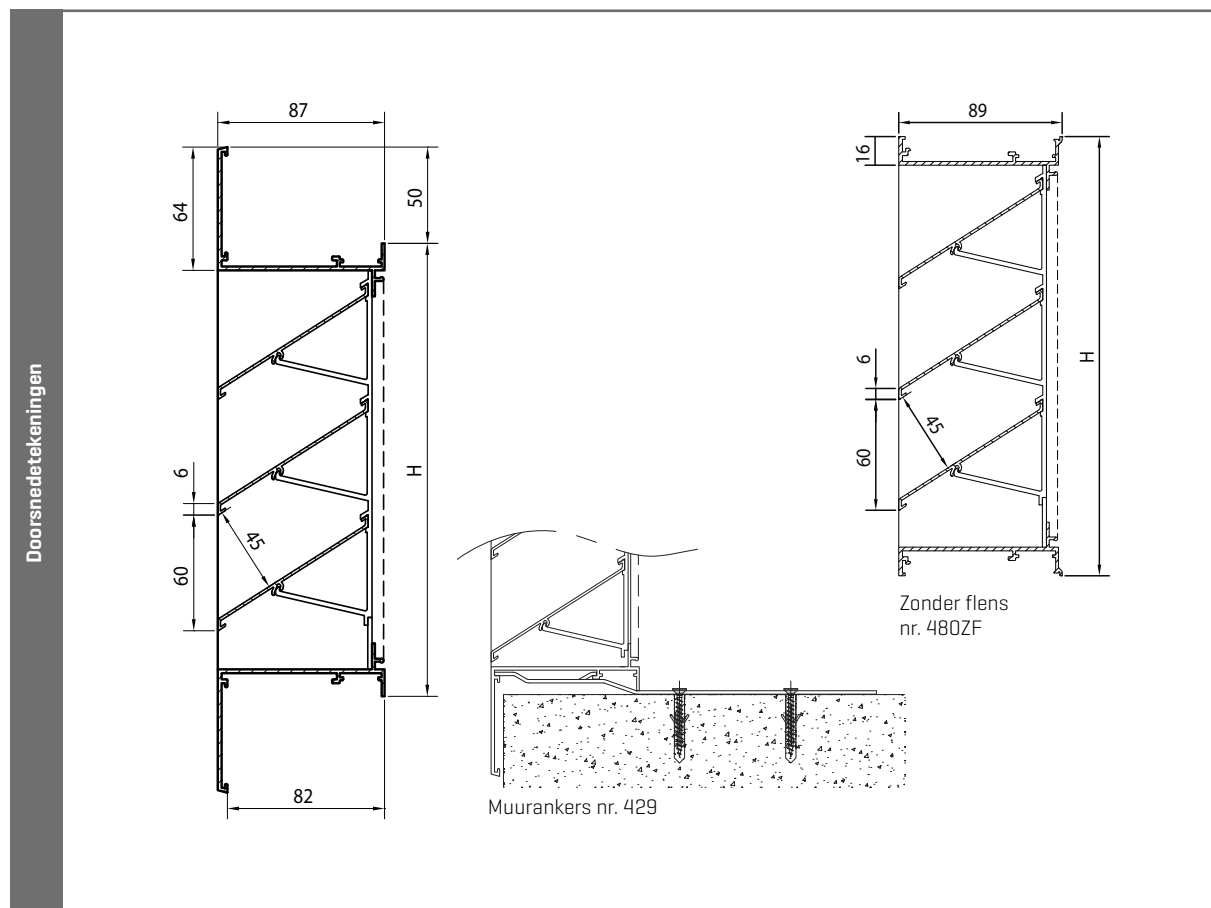 Doorsnedetekeningen
87
64
50
H
6
45
60
82
Muurankers nr. 429
89
16
6
45
60
H
Zonder flens
nr. 480ZF